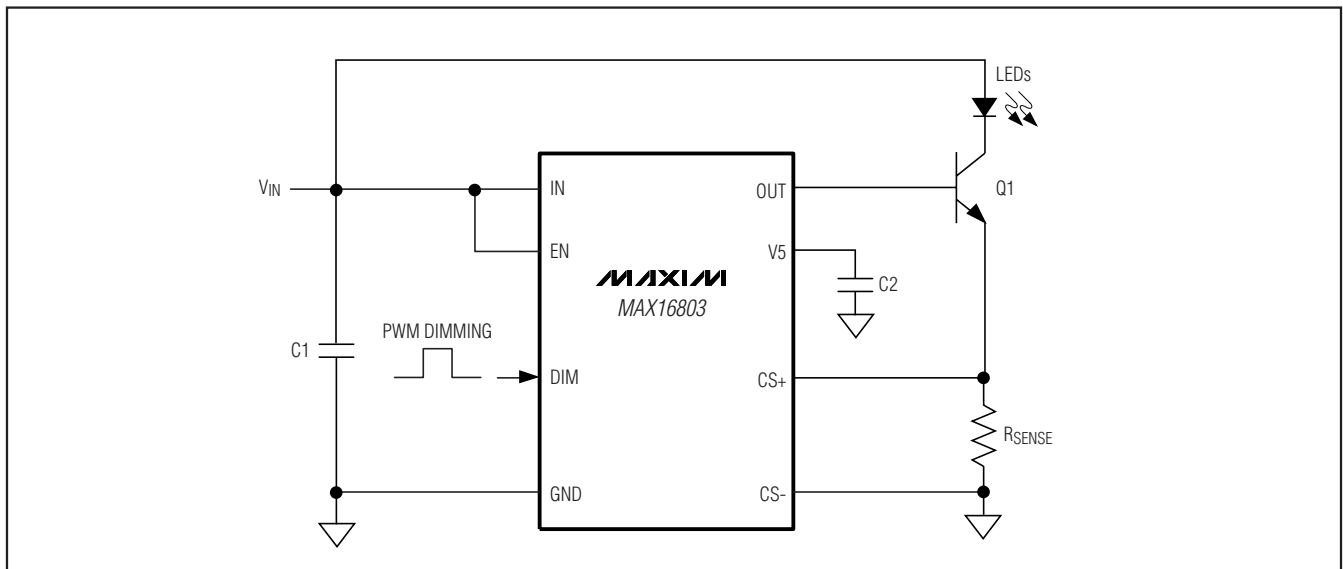 LEDs
VIN
IN
OUT
Q1
EN
V5
MAXIM
MAX16803
C2
PWM DIMMING
C1
DIM
CS+
RSENSE
GND
CS-